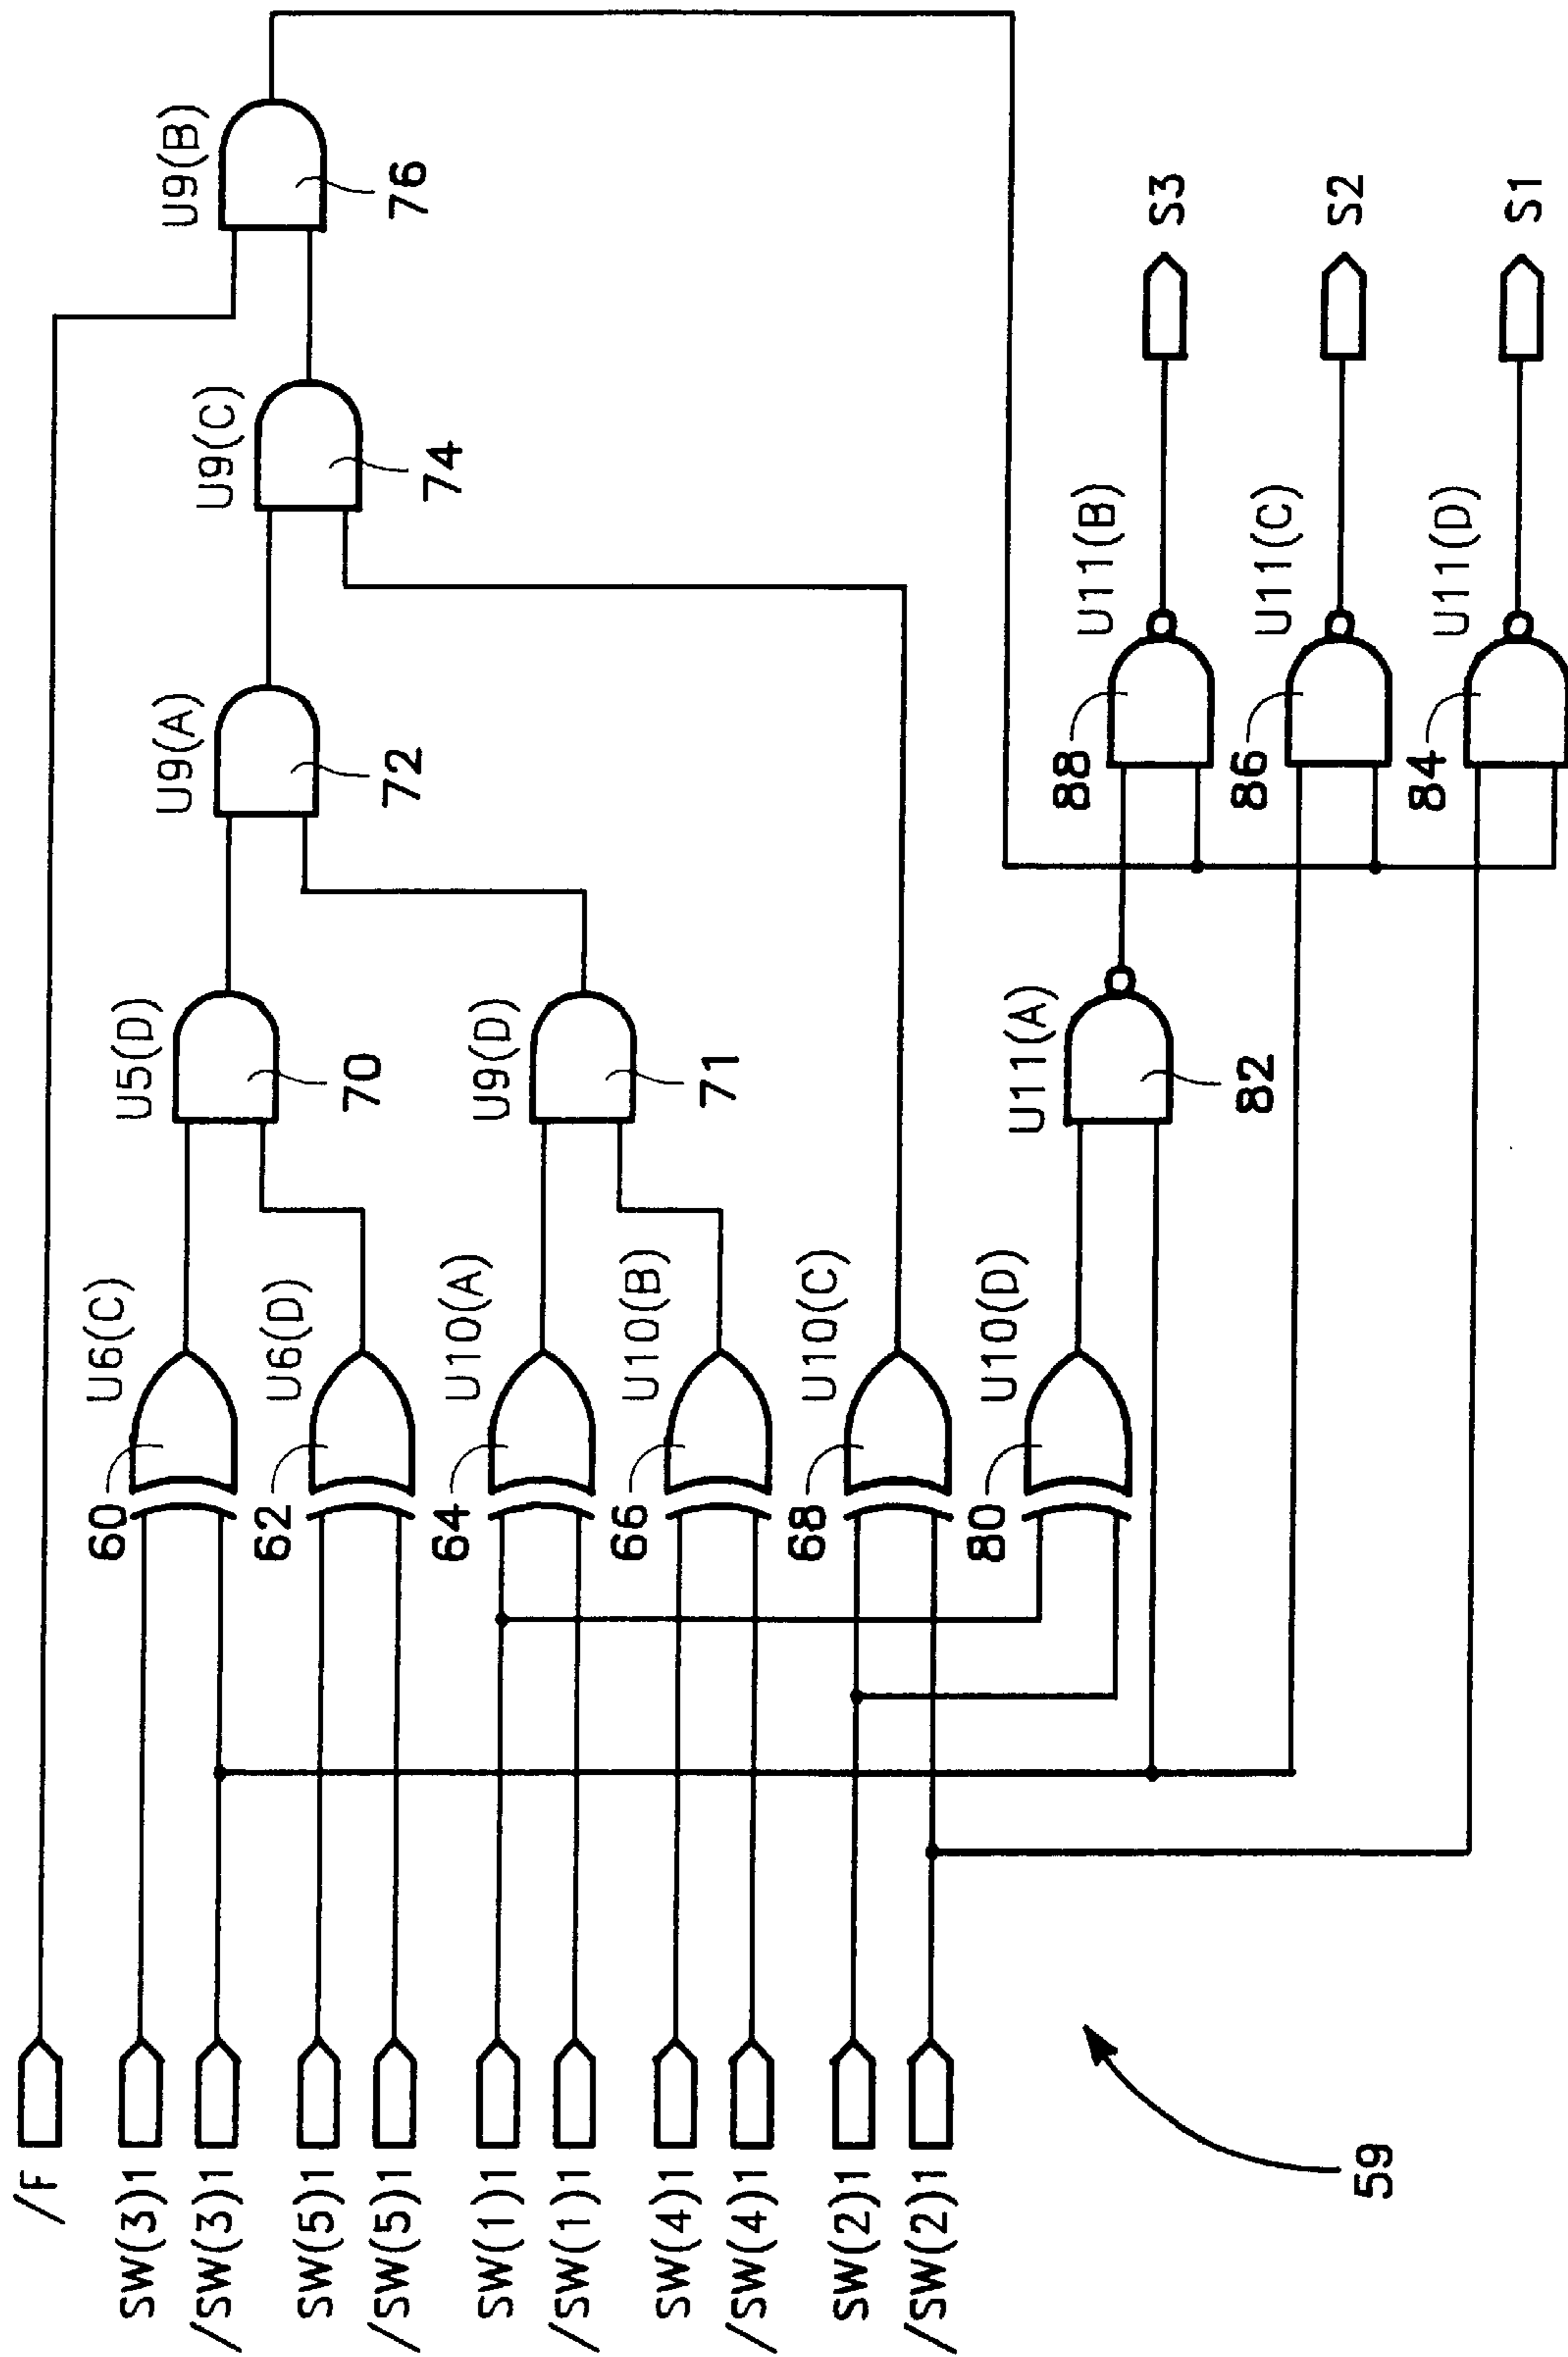 /F
SW(3)1
/SW(3)1
SW(5)1
/SW(5)1
SW(1)1
/SW(1)1
SW(4)1
/SW(4)1
SW(2)1
/SW(2)1
59
60
U6(C)
62
U6(D)
64
U10(A)
66
U10(B)
68
U10(C)
80
U10(D)
U5(D)
70
U9(D)
71
U11(A)
82
U9(A)
72
88
U11(B)
86
U11(C)
84
U11(D)
U9(C)
74
U9(B)
76
S3
S2
S1